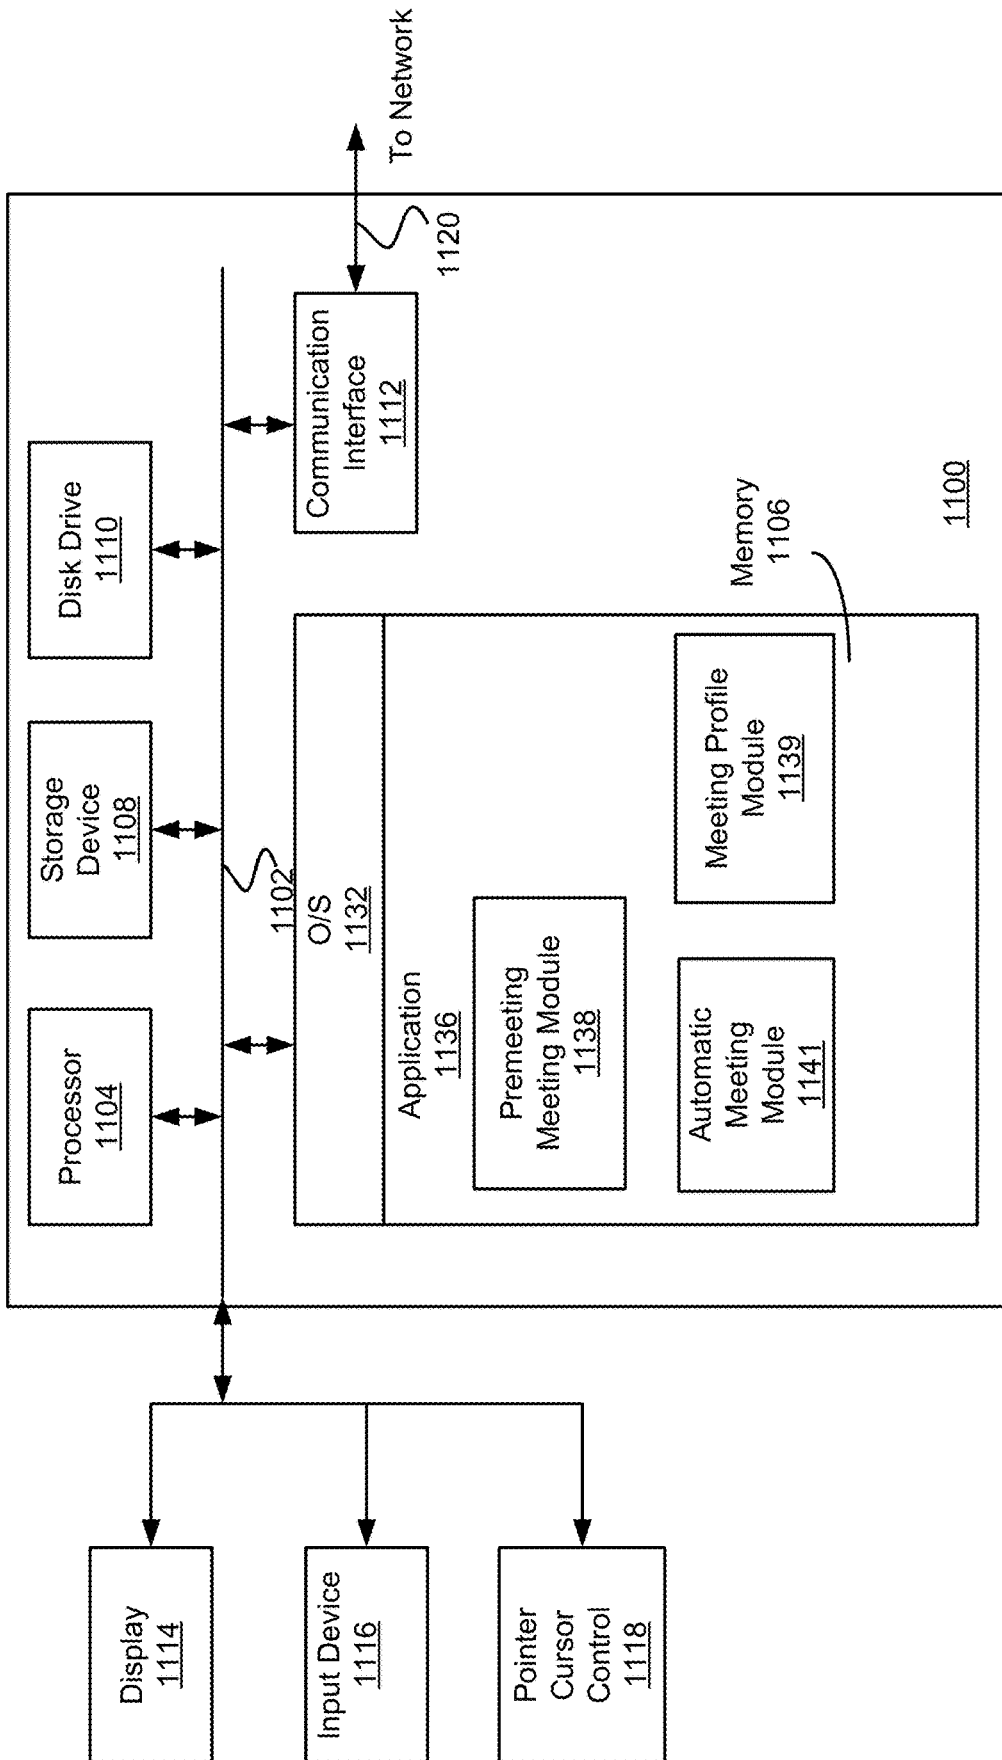 Display
1114
Input Device
1116
Pointer
Cursor
Control
1118
Processor
1104
Storage
Device
1108
Disk Drive
1110
1102
Communication
Interface
1112
1120
To Network
O/S
1132
Application
1136
Premeeting
Meeting Module
1138
Automatic
Meeting
Module
1141
Meeting Profile
Module
1139
Memory
1106
1100